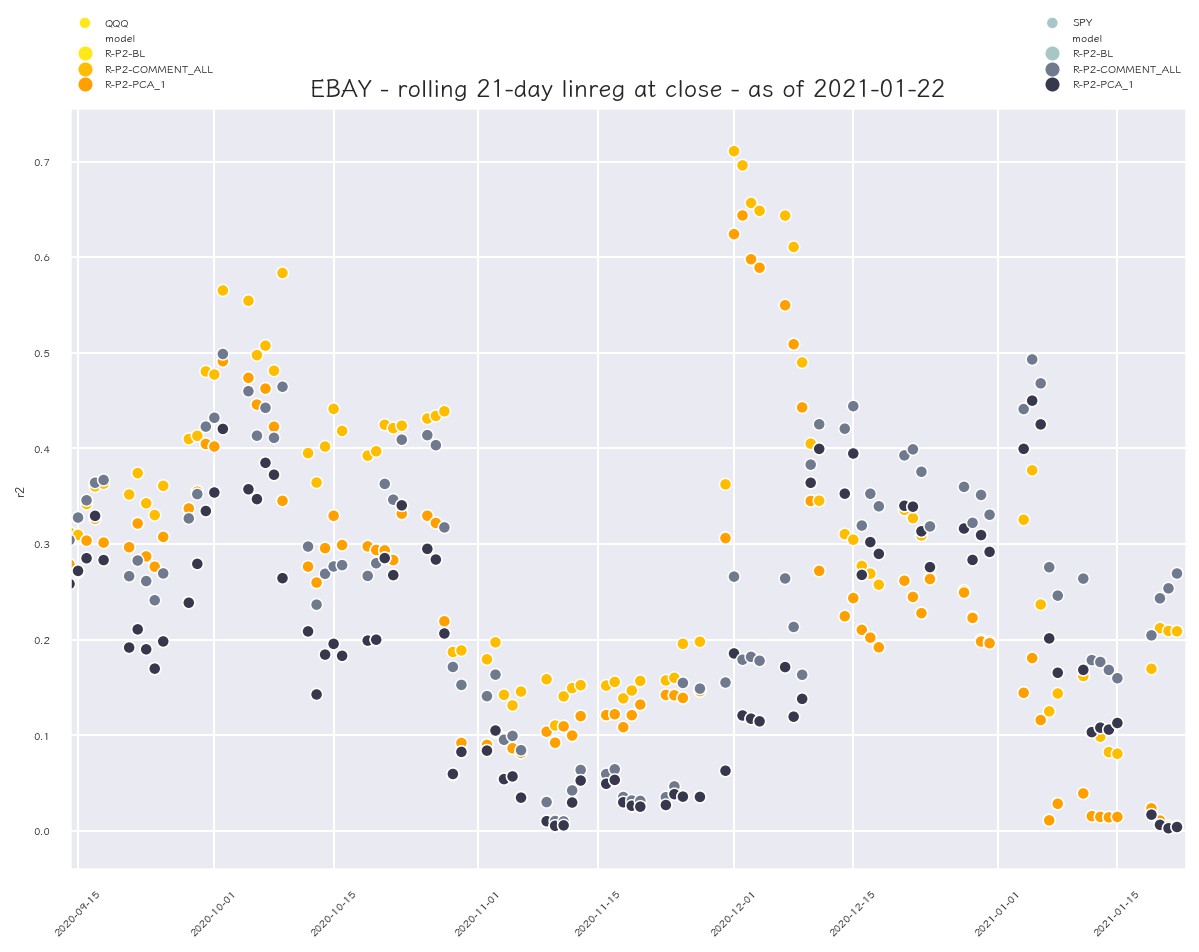 QQQ
model
R-P2-BL
R-P2-COMMENT_ALL
R-P2-PCA_1
SPY
model
R-P2-BL
R-P2-COMMENT_ALL
R-P2-PCA_1
EBAY - rolling 21-day linreg at close - as of 2021-01-22
r2
0.7
0.6
0.5
0.4
0.3
0.2
0.1
0.0
2020-09-15
2020-10-01
2020-10-15
2020-11-01
2020-11-15
2020-12-01
2020-12-15
2021-01-01
2021-01-15